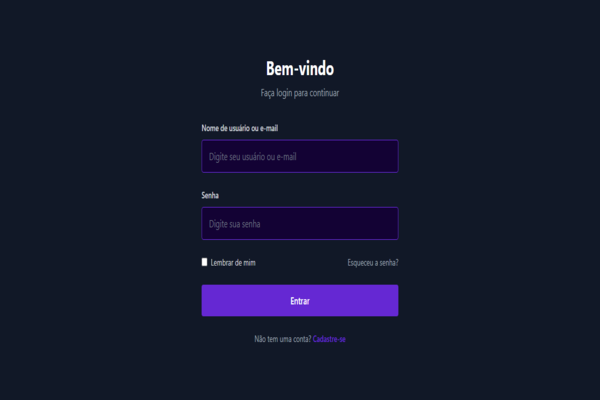 Bem-vindo
Faça login para continuar
Nome de usuário ou e-mail
Digite seu usuário ou e-mail
Senha
Digite sua senha
Lembrar de mim Esqueceu a senha?
Entrar
Não tem uma conta? Cadastre-se